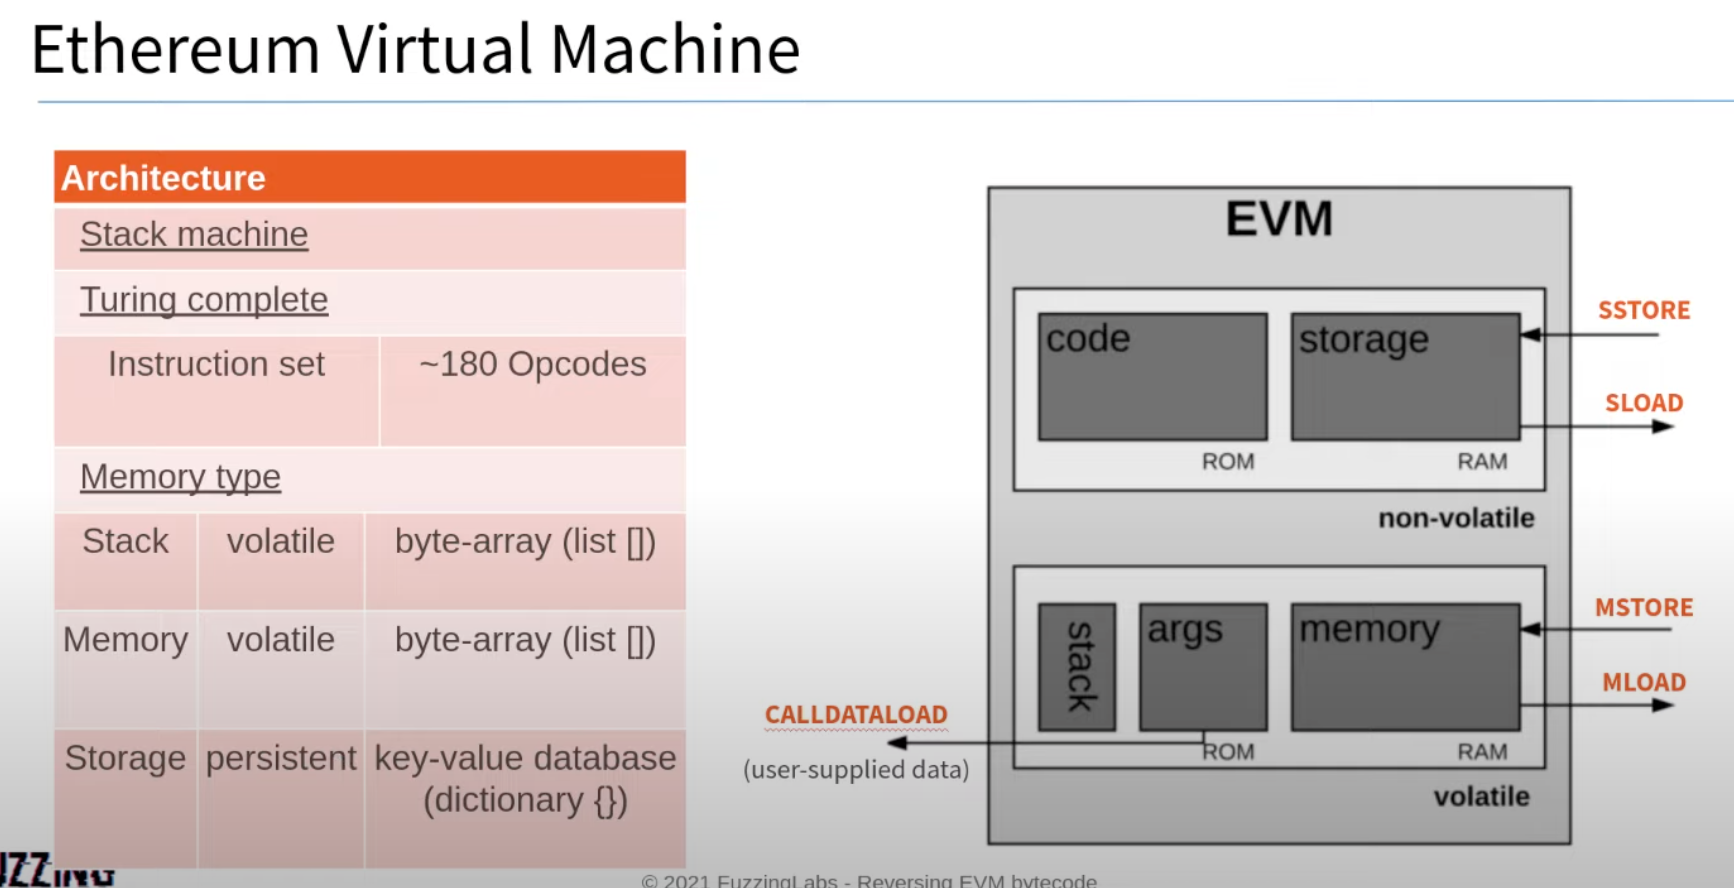 Ethereum Virtual Machine
Architecture
Stack machine
Turing complete
Instruction set ~180 Opcodes
Memory type
Stack volatile byte-array (list [])
Memory volatile byte-array (list [])
Storage persistent key-value database
(dictionary {})
EVM
code storage
ROM RAM
non-volatile
SSTORE
SLOAD
stack args memory
ROM RAM
volatile
MSTORE
MLOAD
CALLDATALOAD
(user-supplied data)
© 2021 FuzzingLabs - Reversing EVM bytecode